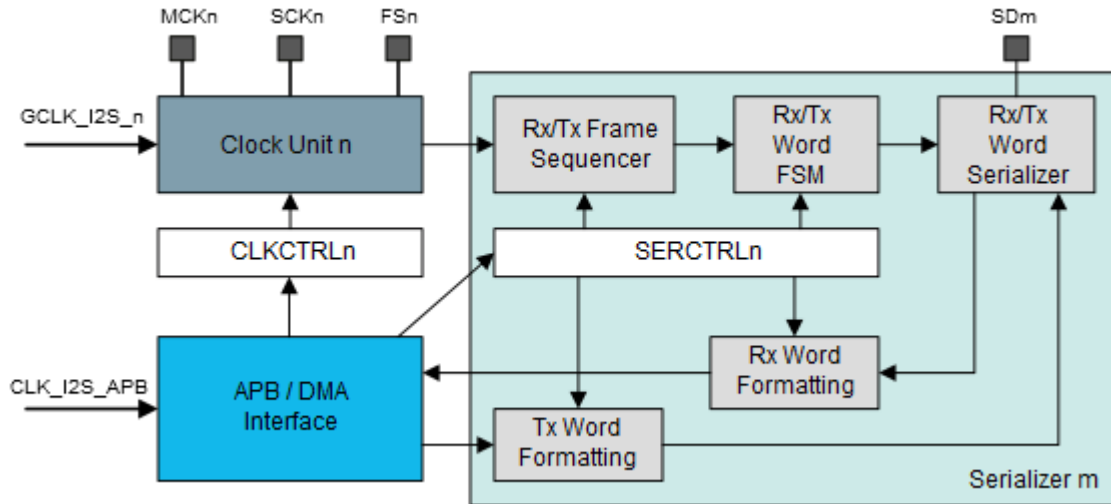 MCKn
SCKn
FSn
SDm
GCLK_I2S_n
Clock Unit n
Rx/Tx Frame
Sequencer
Rx/Tx
Word
FSM
Rx/Tx
Word
Serializer
CLKCTRLn
SERCTRLn
CLK_I2S_APB
APB / DMA
Interface
Rx Word
Formatting
Tx Word
Formatting
Serializer m